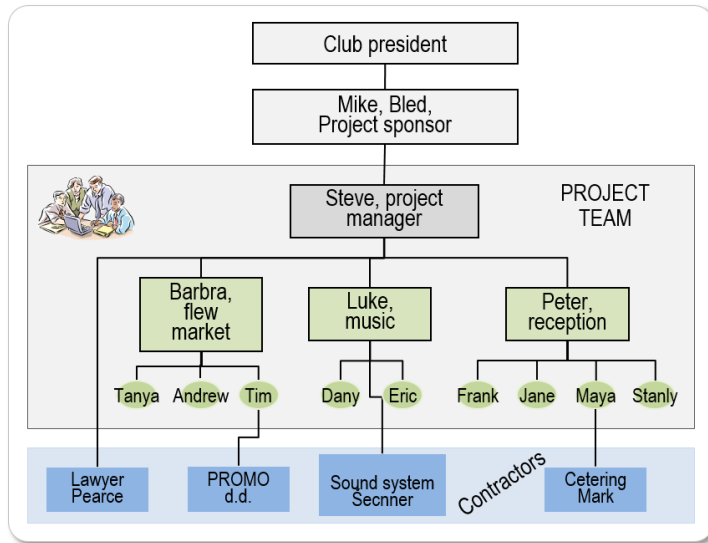 Club president
Mike, Bled,
Project sponsor
Steve, project
manager
PROJECT
TEAM
Barbra,
flew
market
Luke,
music
Peter,
reception
Tanya
Andrew
Tim
Dany
Eric
Frank
Jane
Maya
Stanly
Lawyer
Pearce
PROMO
d.d.
Sound system
Secnner
Contractors
Cetering
Mark